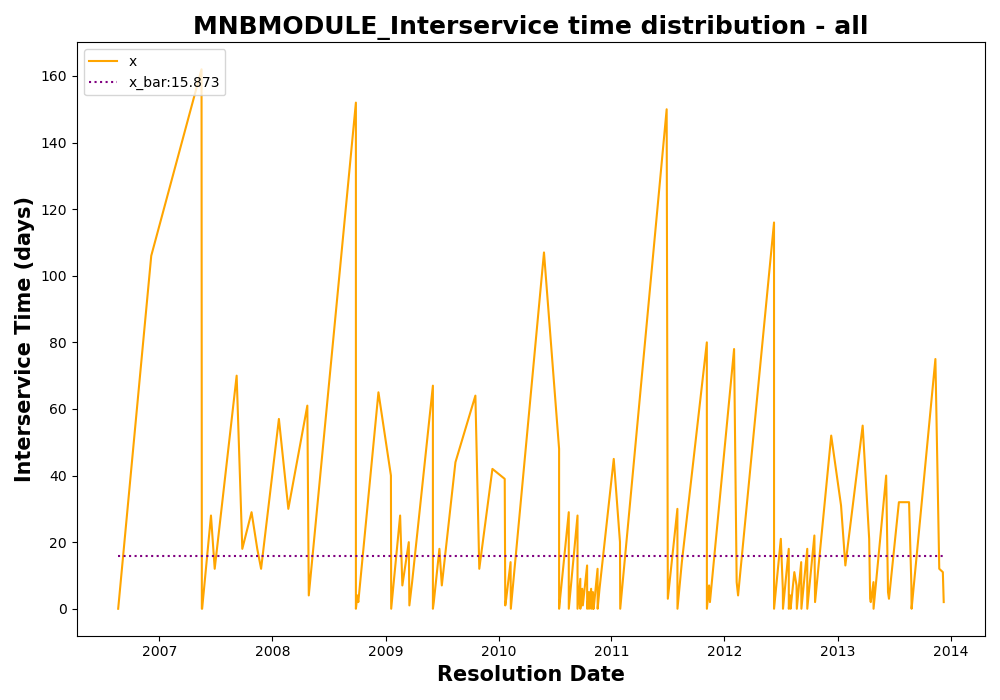 MNBMODULE_Interservice time distribution - all
x
x_bar:15.873
Interservice Time (days)
160
140
120
100
80
60
40
20
0
2007 2008 2009 2010 2011 2012 2013 2014
Resolution Date